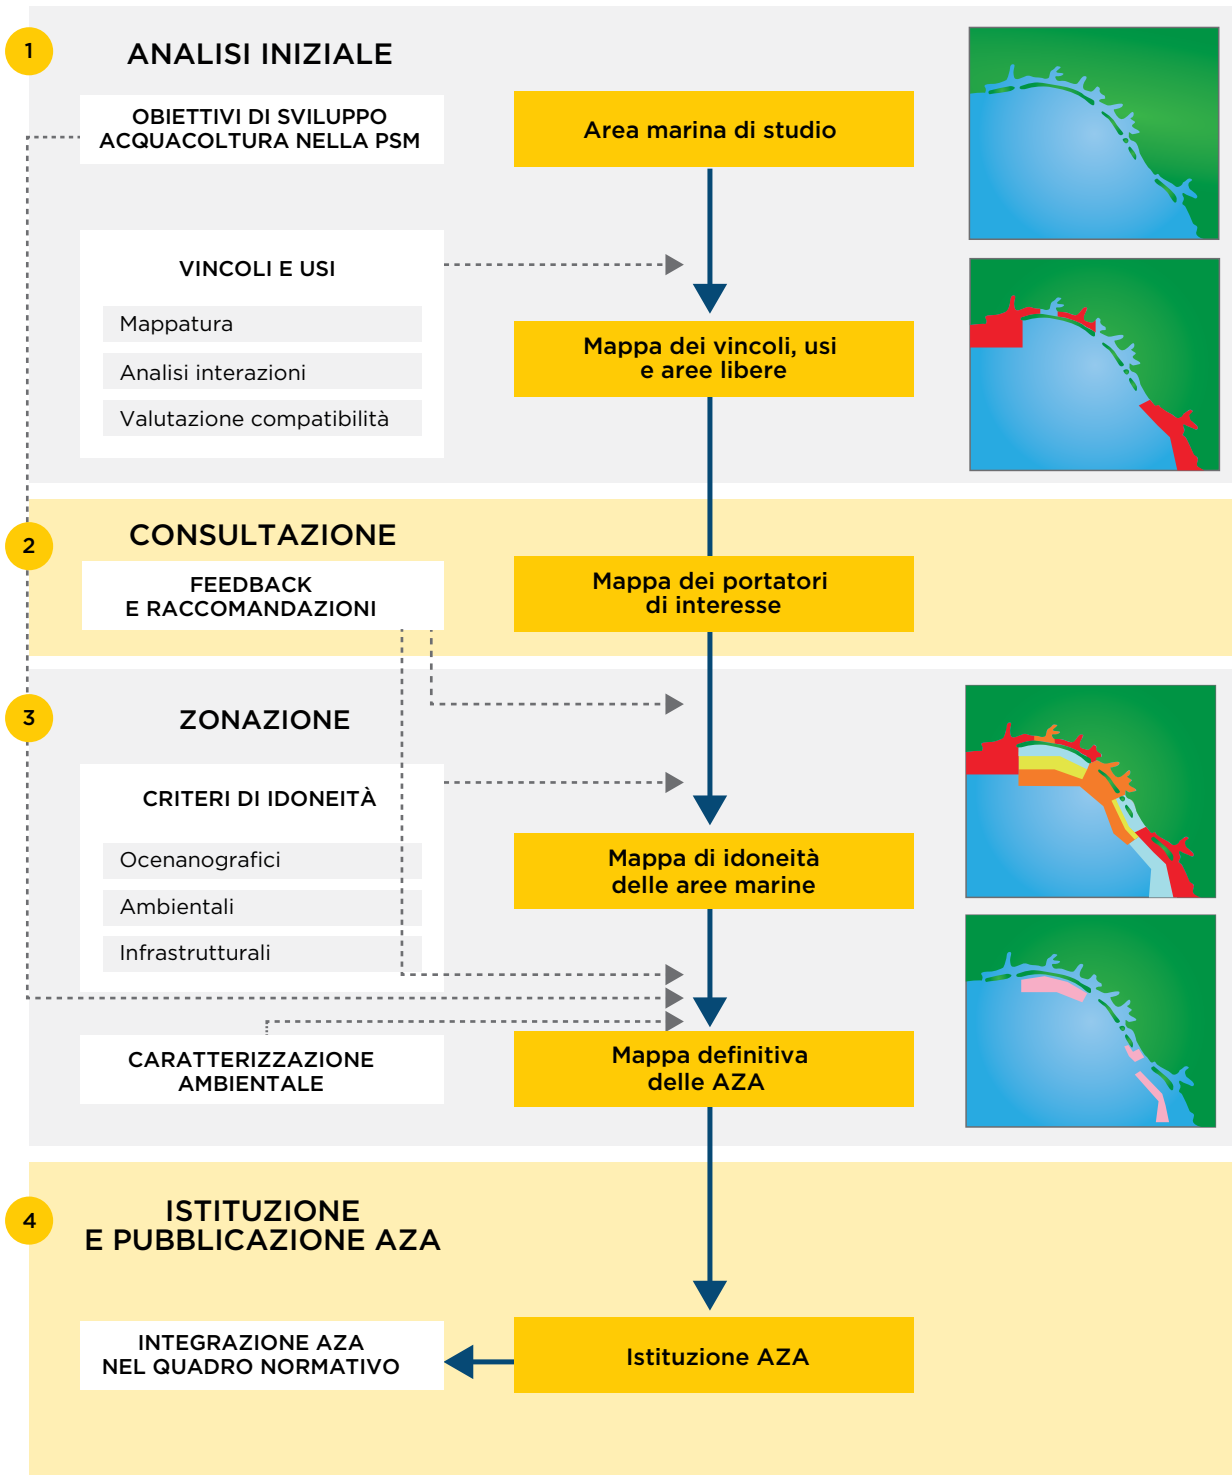 1
ANALISI INIZIALE
OBIETTIVI DI SVILUPPO
ACQUACOLTURA NELLA PSM
Area marina di studio
VINCOLI E USI
Mappatura
Analisi interazioni
Valutazione compatibilità
Mappa dei vincoli, usi
e aree libere
2
CONSULTAZIONE
FEEDBACK
E RACCOMANDAZIONI
Mappa dei portatori
di interesse
3
ZONAZIONE
CRITERI DI IDONEITÀ
Ocenanografici
Ambientali
Infrastrutturali
Mappa di idoneità
delle aree marine
CARATTERIZZAZIONE
AMBIENTALE
Mappa definitiva
delle AZA
4
ISTITUZIONE
E PUBBLICAZIONE AZA
INTEGRAZIONE AZA
NEL QUADRO NORMATIVO
Istituzione AZA